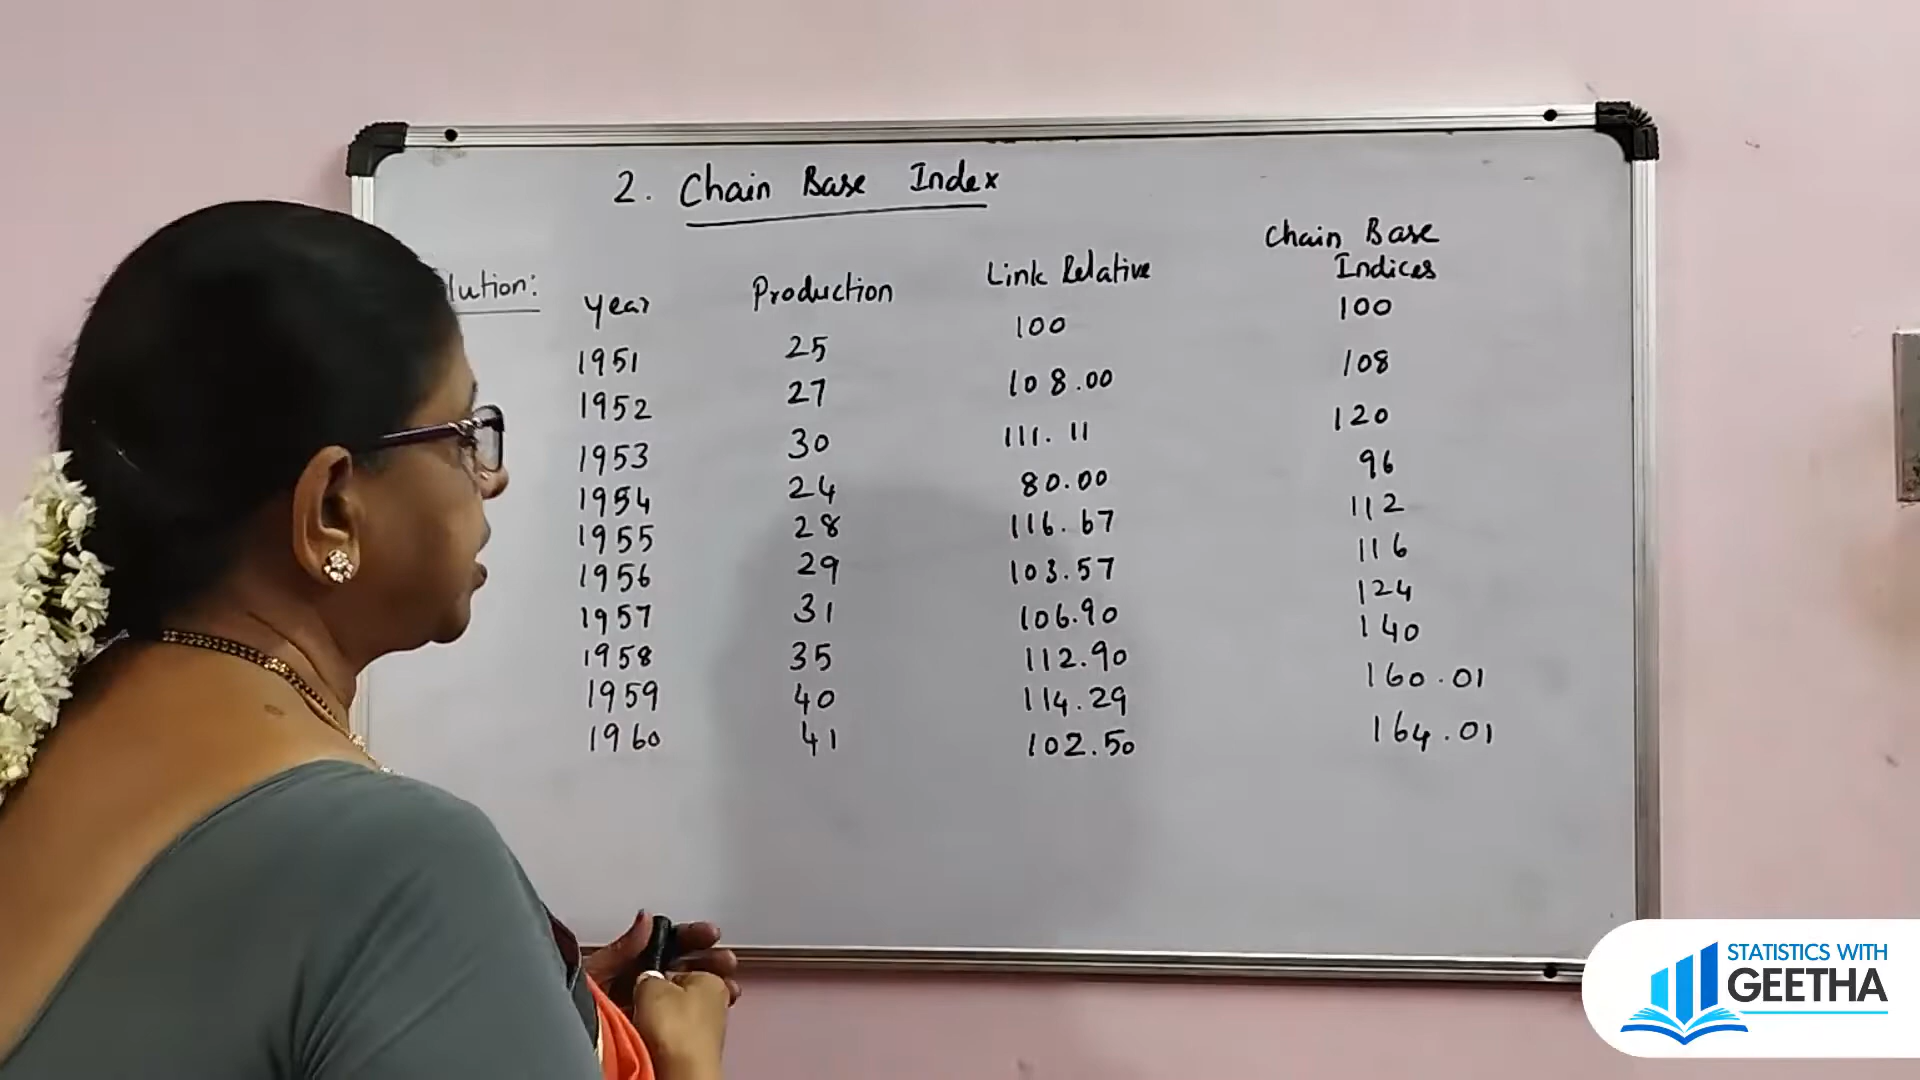 2. Chain Base Index
lution:
Year Production Link Relative Chain Base Indices
1951 25 100 100
1952 27 108.00 108
1953 30 111.11 120
1954 24 80.00 96
1955 28 116.67 112
1956 29 103.57 116
1957 31 106.90 124
1958 35 112.90 140
1959 40 114.29 160.01
1960 41 102.50 164.01
STATISTICS WITH
GEETHA